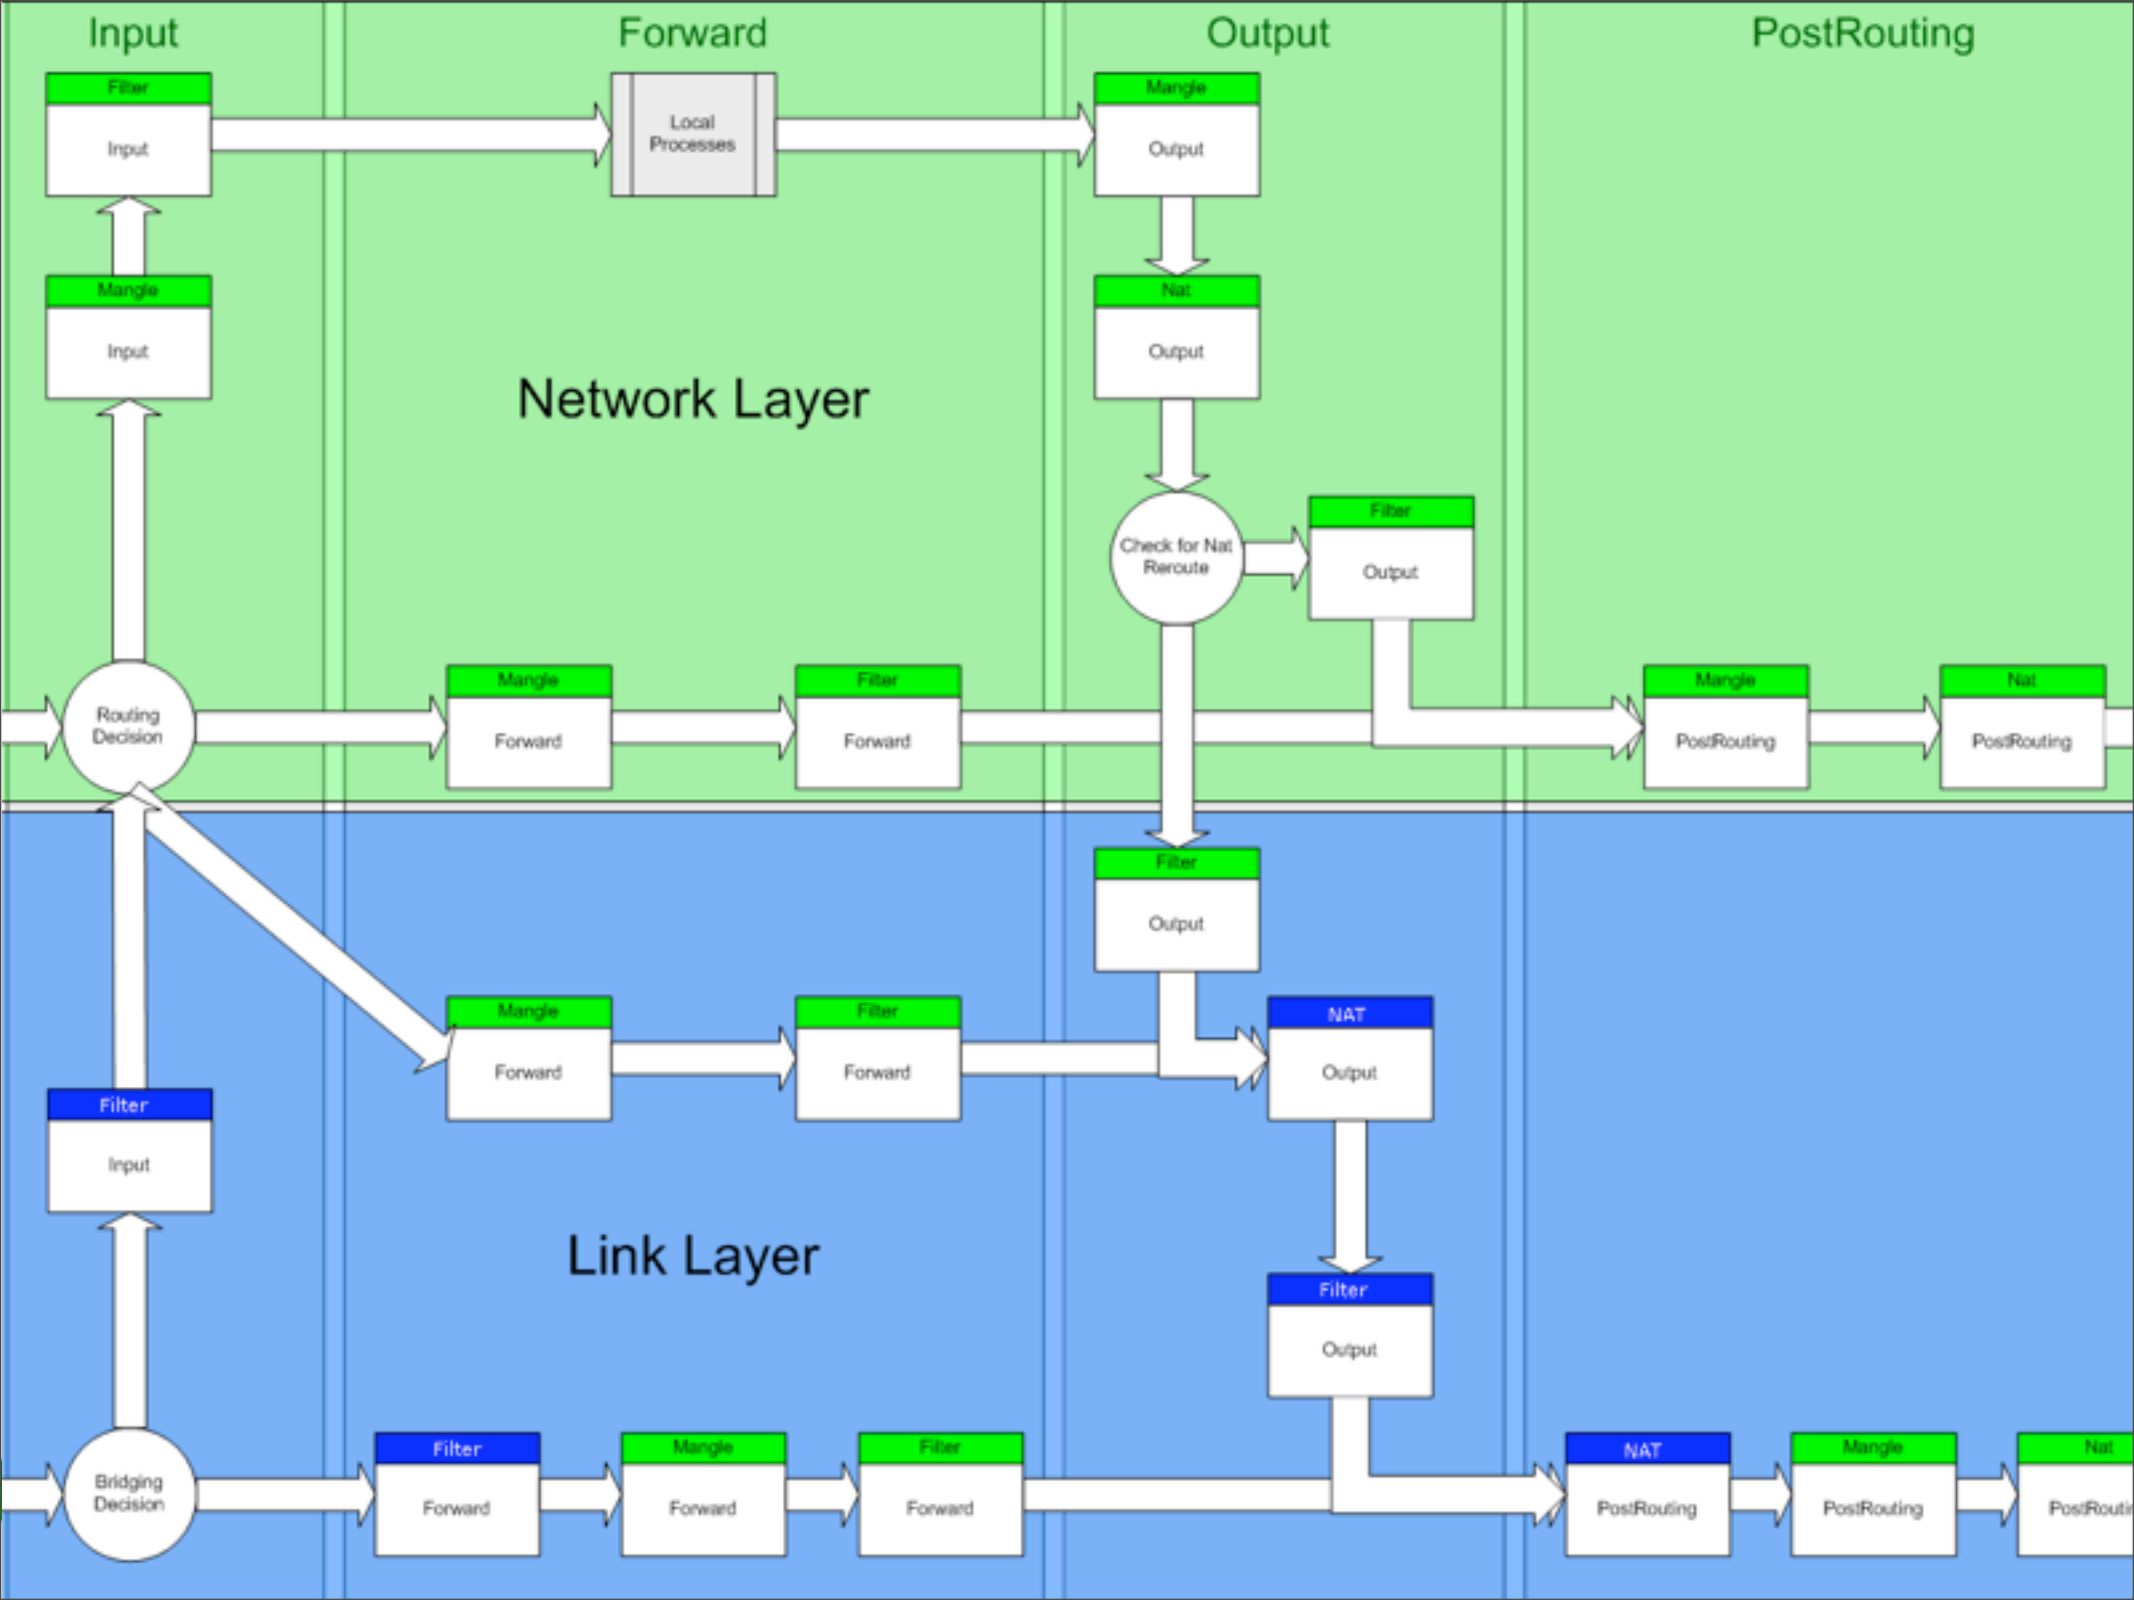 Input
Forward
Output
PostRouting
Filter
Input
Local
Processes
Mangle
Output
Mangle
Input
Nat
Output
Network Layer
Check for Nat
Reroute
Filter
Output
Routing
Decision
Mangle
Forward
Filter
Forward
Mangle
PostRouting
Nat
PostRouting
Filter
Output
Mangle
Forward
Filter
Forward
NAT
Output
Filter
Input
Link Layer
Filter
Output
Bridging
Decision
Filter
Forward
Mangle
Forward
Filter
Forward
NAT
PostRouting
Mangle
PostRouting
Nat